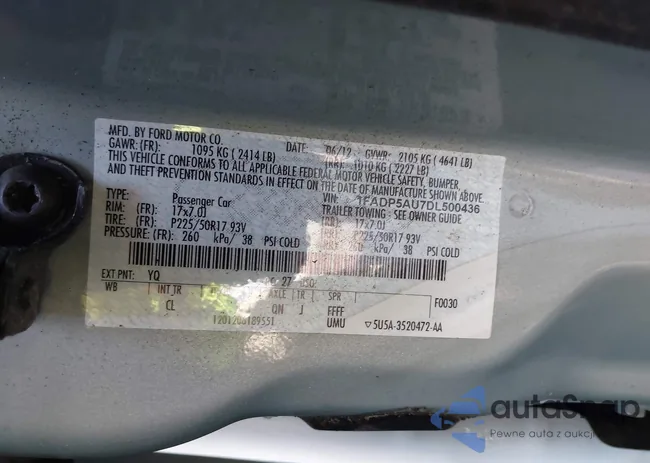 MFD. BY FORD MOTOR CO.
DATE: 06/12 GVWR: 2105 KG (4641 LB)
GAWR: (FR): 1095 KG (2414 LB) (RR): 1010 KG (2227 LB)
THIS VEHICLE CONFORMS TO ALL APPLICABLE FEDERAL MOTOR VEHICLE SAFETY, BUMPER,
AND THEFT PREVENTION STANDARDS IN EFFECT ON THE DATE OF MANUFACTURE SHOWN ABOVE.
VIN: 1FADP5AU7DL500436
TYPE: Passenger Car TRAILER TOWING - SEE OWNER GUIDE
RIM: (FR): 17x7.0J 17x7.0J
TIRE: (FR): P225/50R17 93V P225/50R17 93V
PRESSURE: (FR): 260 kPa/ 38 PSI COLD 260 kPa/ 38 PSI COLD
EXT PNT: YQ
WB INT TR AXLE TR SPR F0030
CL QN J FFFF
UMU ▽5U5A-3520472-AA
autoSnap
Pewne auta z aukcji